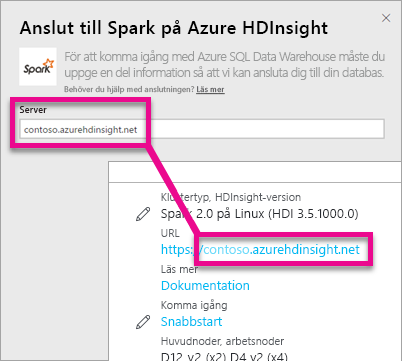 Anslut till Spark på Azure HDInsight
Spark
För att komma igång med Azure SQL Data Warehouse måste du
uppge en del information så att vi kan ansluta dig till din databas.
Behöver du hjälp med anslutningen? Läs mer
Server
contoso.azurehdinsight.net
Klustertyp, HDInsight-version
Spark 2.0 på Linux (HDI 3.5.1000.0)
URL
https://contoso.azurehdinsight.net
Läs mer
Dokumentation
Komma igång
Snabbstart
Huvudnoder, arbetsnoder
D12 v2 (x2) D4 v2 (x4)